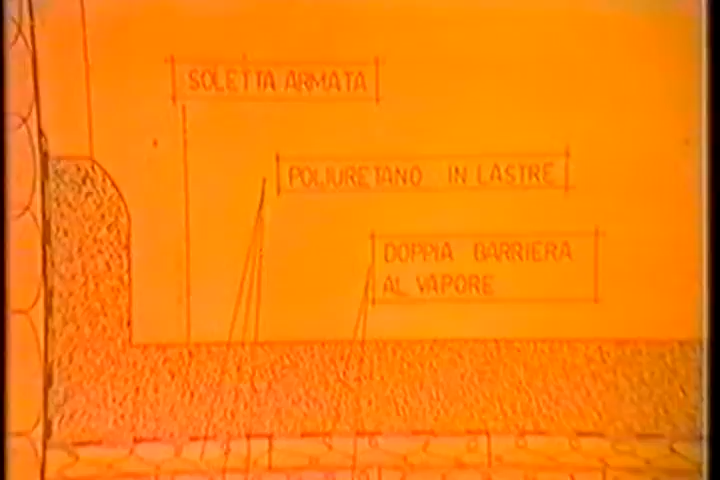 SOLETTA ARMATA
POLIURETANO IN LASTRE
DOPPIA BARRIERA
AL VAPORE